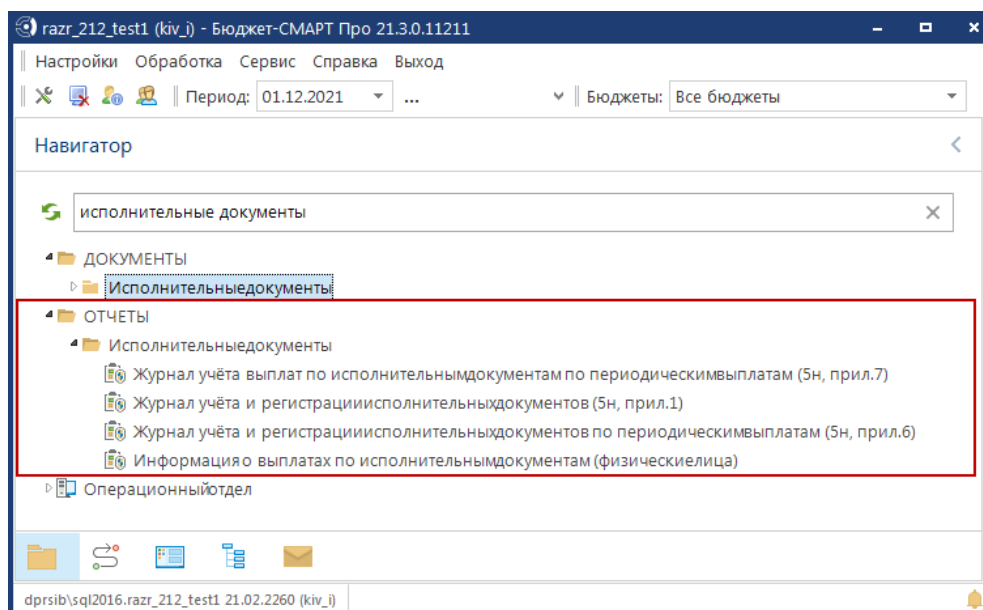 razr_212_test1 (kiv_i) - Бюджет-СМАРТ Про 21.3.0.11211
Настройки Обработка Сервис Справка Выход
Период: 01.12.2021 ... Бюджеты: Все бюджеты
Навигатор
исполнительные документы
ДОКУМЕНТЫ
Исполнительныедокументы
ОТЧЕТЫ
Исполнительныедокументы
Журнал учёта выплат по исполнительнымдокументам по периодическимвыплатам (5н, прил.7)
Журнал учёта и регистрацииисполнительныхдокументов (5н, прил.1)
Журнал учёта и регистрацииисполнительныхдокументов по периодическимвыплатам (5н, прил.6)
Информацияо выплатах по исполнительнымдокументам (физическиелица)
Операционныйотдел
dprsib\sql2016.razr_212_test1 21.02.2260 (kiv_i)